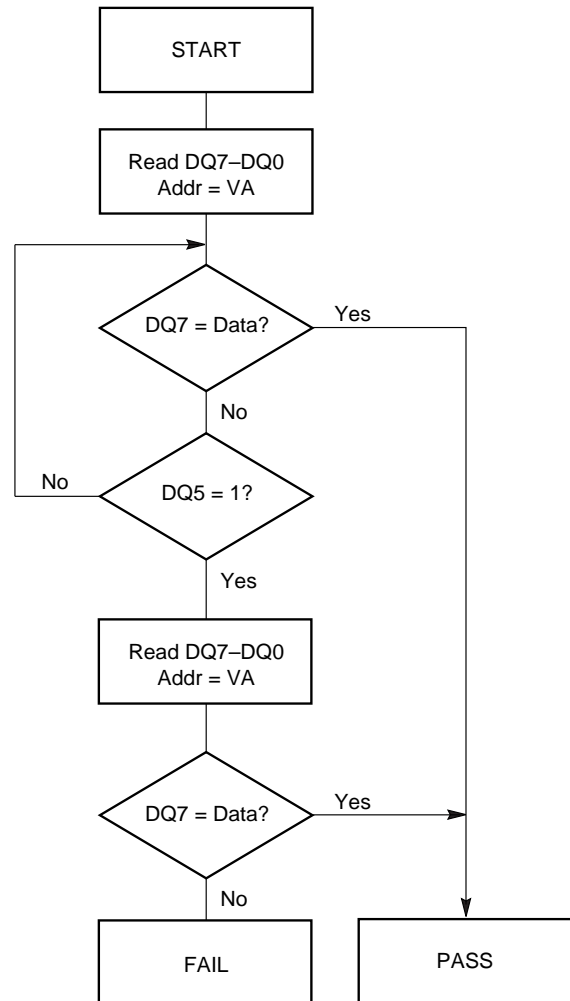 START
Read DQ7–DQ0
Addr = VA
DQ7 = Data?
Yes
No
No
DQ5 = 1?
Yes
Read DQ7–DQ0
Addr = VA
DQ7 = Data?
Yes
No
FAIL
PASS